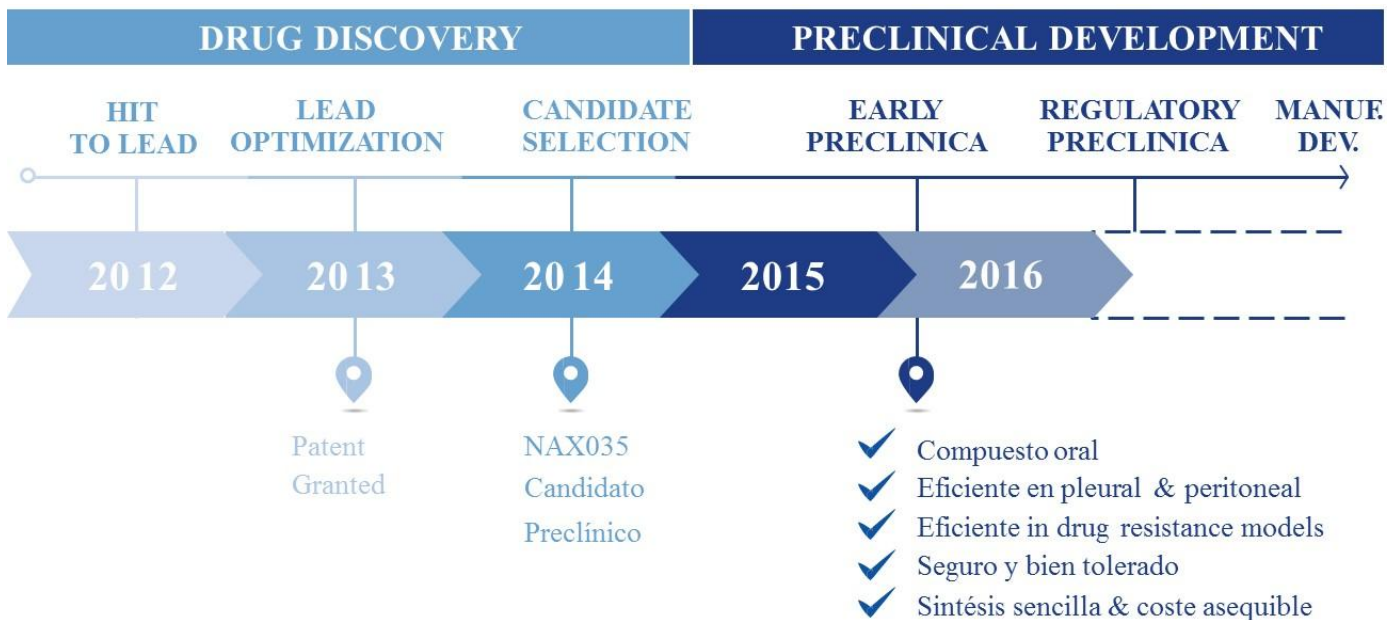 DRUG DISCOVERY
PRECLINICAL DEVELOPMENT
HIT
TO LEAD
LEAD
OPTIMIZATION
CANDIDATE
SELECTION
EARLY
PRECLINICA
REGULATORY
PRECLINICA
MANUF.
DEV.
2012
2013
2014
2015
2016
Patent
Granted
NAX035
Candidato
Preclínico
Compuesto oral
Eficiente en pleural & peritoneal
Eficiente in drug resistance models
Seguro y bien tolerado
Sintésis sencilla & coste asequible